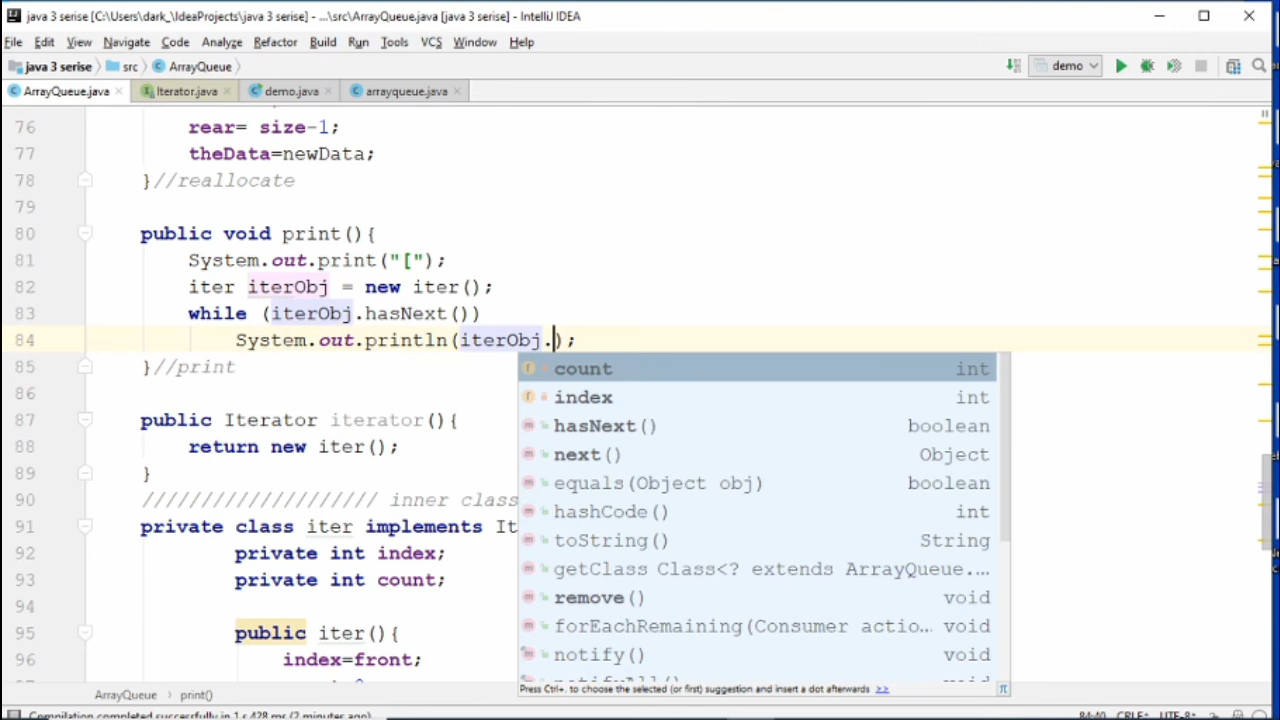 java 3 serise [C:\Users\dark_\IdeaProjects\java 3 serise] - ...\src\ArrayQueue.java [java 3 serise] - IntelliJ IDEA
File Edit View Navigate Code Analyze Refactor Build Run Tools VCS Window Help
java 3 serise src ArrayQueue demo
ArrayQueue.java Iterator.java demo.java arrayqueue.java
76 rear= size-1;
77 theData=newData;
78 }//reallocate
79
80 public void print(){
81 System.out.print("[");
82 iter iterObj = new iter();
83 while (iterObj.hasNext())
84 System.out.println(iterObj.);
85 }//print
count int
86
index int
87 public Iterator iterator(){
hasNext() boolean
88 return new iter();
next() Object
89 }
equals(Object obj) boolean
90 //////////////////// inner class
hashCode() int
91 private class iter implements It
toString() String
92 private int index;
getClass Class<? extends ArrayQueue....
93 private int count;
remove() void
94
forEachRemaining(Consumer actio... void
95 public iter(){
notify() void
96 index=front;
Press Ctrl+. to choose the selected (or first) suggestion and insert a dot afterwards >>
ArrayQueue print()
Compilation completed successfully in 1 s 428 ms (2 minutes ago) 84:40 CRLF UTF-8